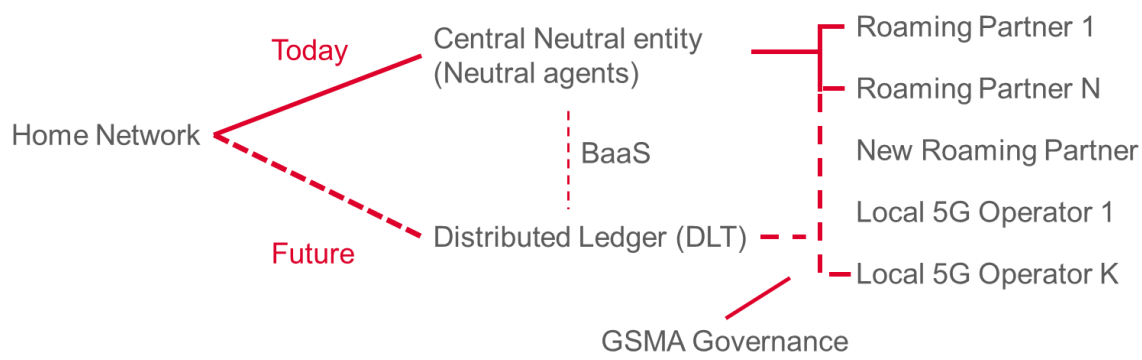 Today
Central Neutral entity
(Neutral agents)
Roaming Partner 1
Roaming Partner N
Home Network
BaaS
New Roaming Partner
Local 5G Operator 1
Future
Distributed Ledger (DLT)
Local 5G Operator K
GSMA Governance